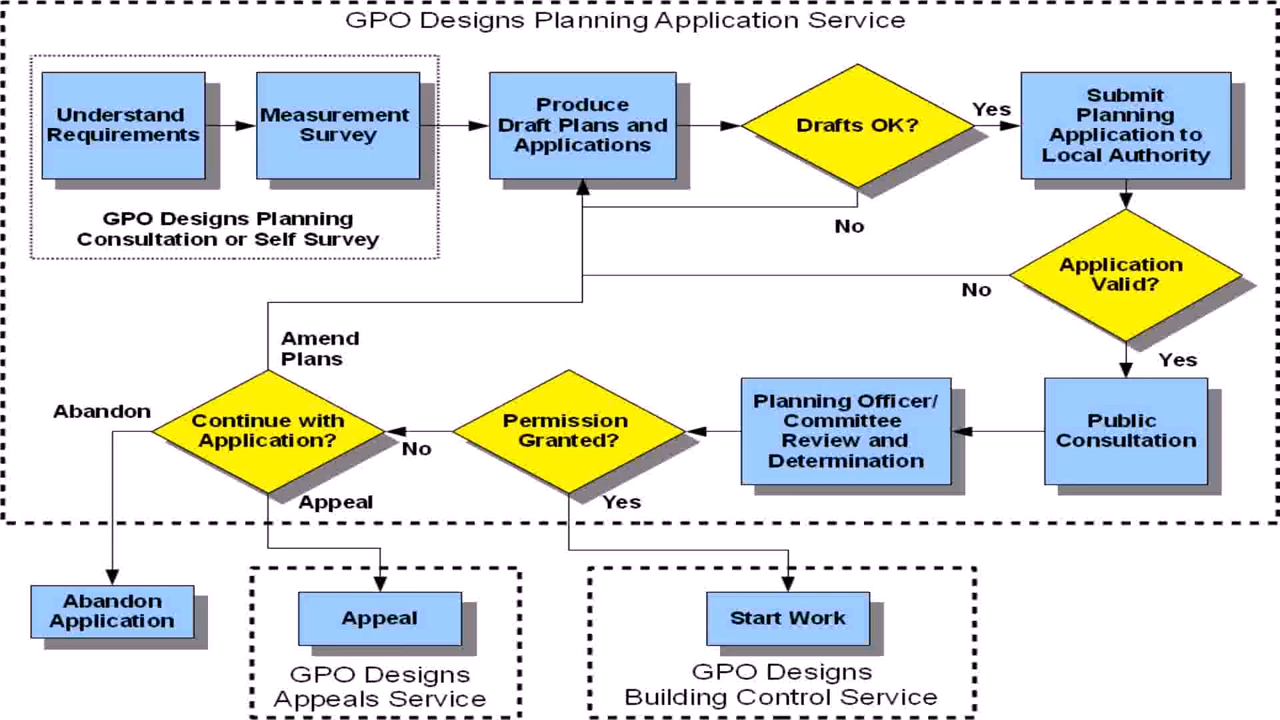 GPO Designs Planning Application Service
Understand
Requirements
Measurement
Survey
GPO Designs Planning
Consultation or Self Survey
Produce
Draft Plans and
Applications
Drafts OK?
Yes
No
Submit
Planning
Application to
Local Authority
Application
Valid?
No
Yes
Public
Consultation
Planning Officer/
Committee
Review and
Determination
Permission
Granted?
No
Yes
Continue with
Application?
Amend
Plans
Abandon
Appeal
Abandon
Application
Appeal
GPO Designs
Appeals Service
Start Work
GPO Designs
Building Control Service